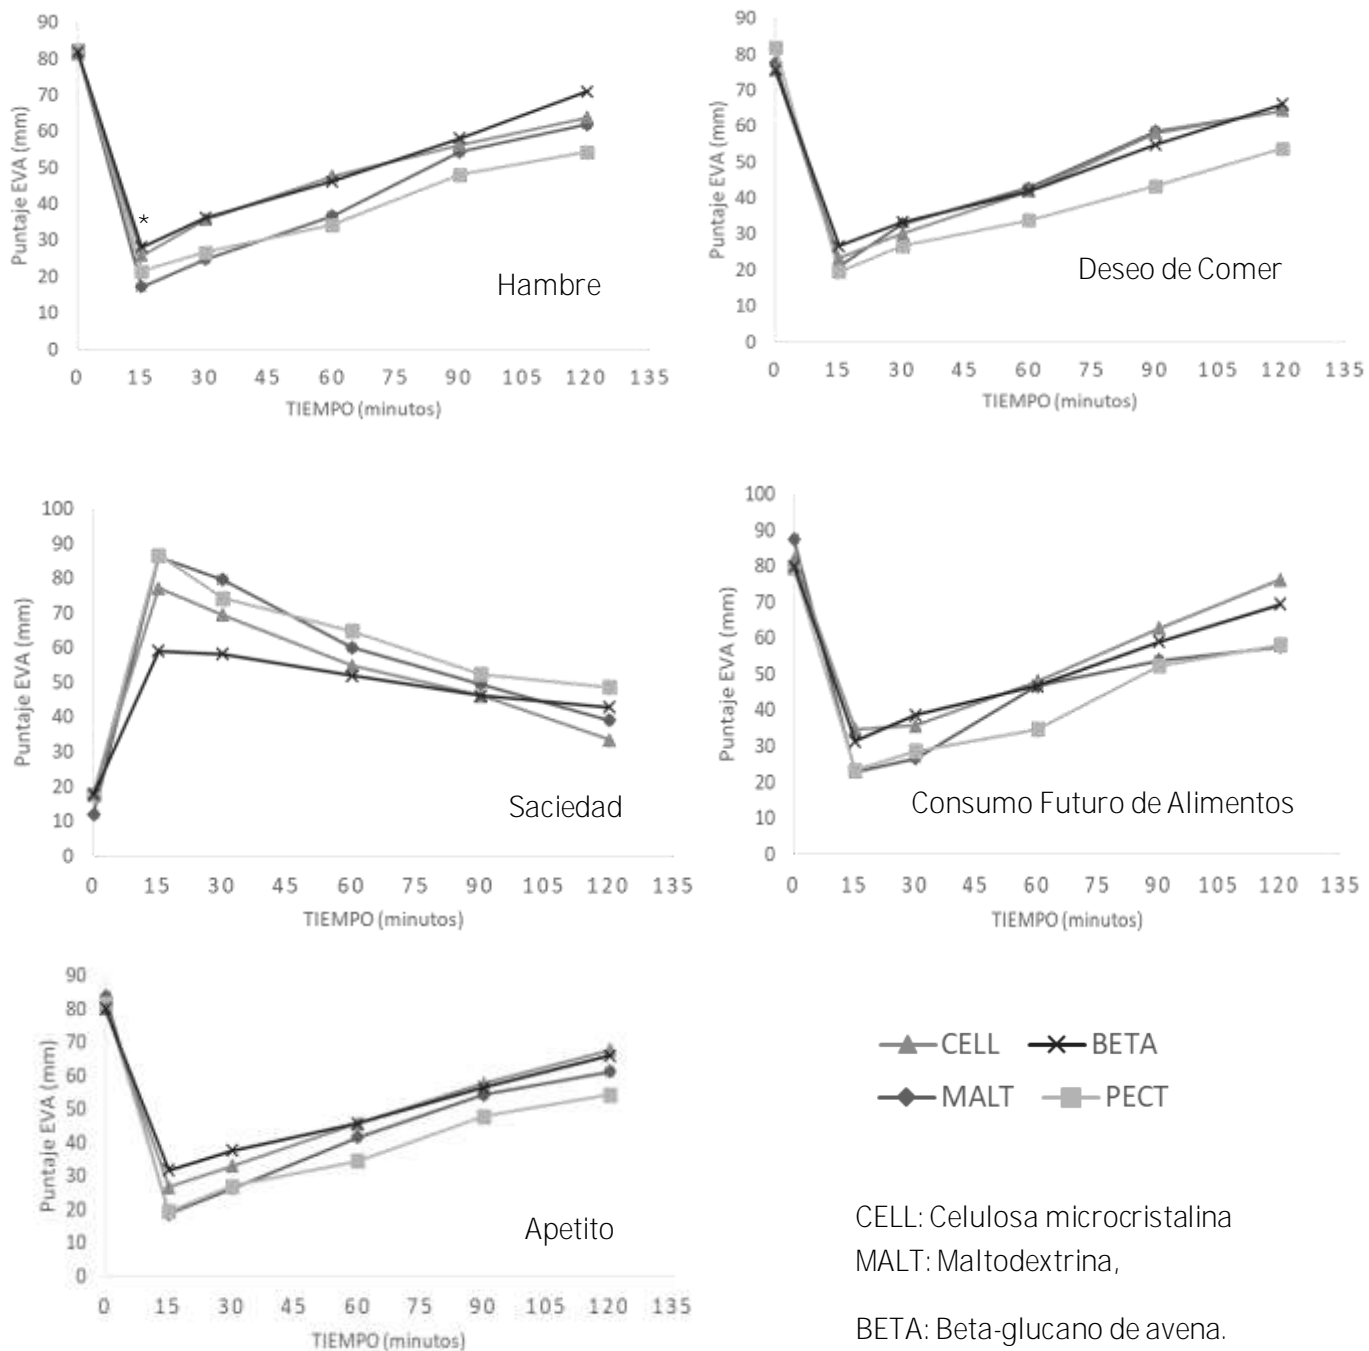 90
80
70
60
50
40
30
20
10
0
Puntaje EVA (mm)
*
Hambre
0 15 30 45 60 75 90 105 120 135
TIEMPO (minutos)
90
80
70
60
50
40
30
20
10
0
Puntaje EVA (mm)
Deseo de Comer
0 15 30 45 60 75 90 105 120 135
TIEMPO (minutos)
100
90
80
70
60
50
40
30
20
10
0
Puntaje EVA (mm)
Saciedad
0 15 30 45 60 75 90 105 120 135
TIEMPO (minutos)
100
90
80
70
60
50
40
30
20
10
0
Puntaje EVA (mm)
Consumo Futuro de Alimentos
0 15 30 45 60 75 90 105 120 135
TIEMPO (minutos)
90
80
70
60
50
40
30
20
10
0
Puntaje EVA (mm)
Apetito
0 15 30 45 60 75 90 105 120 135
TIEMPO (minutos)
CELL BETA
MALT PECT
CELL: Celulosa microcristalina
MALT: Maltodextrina,
BETA: Beta-glucano de avena.